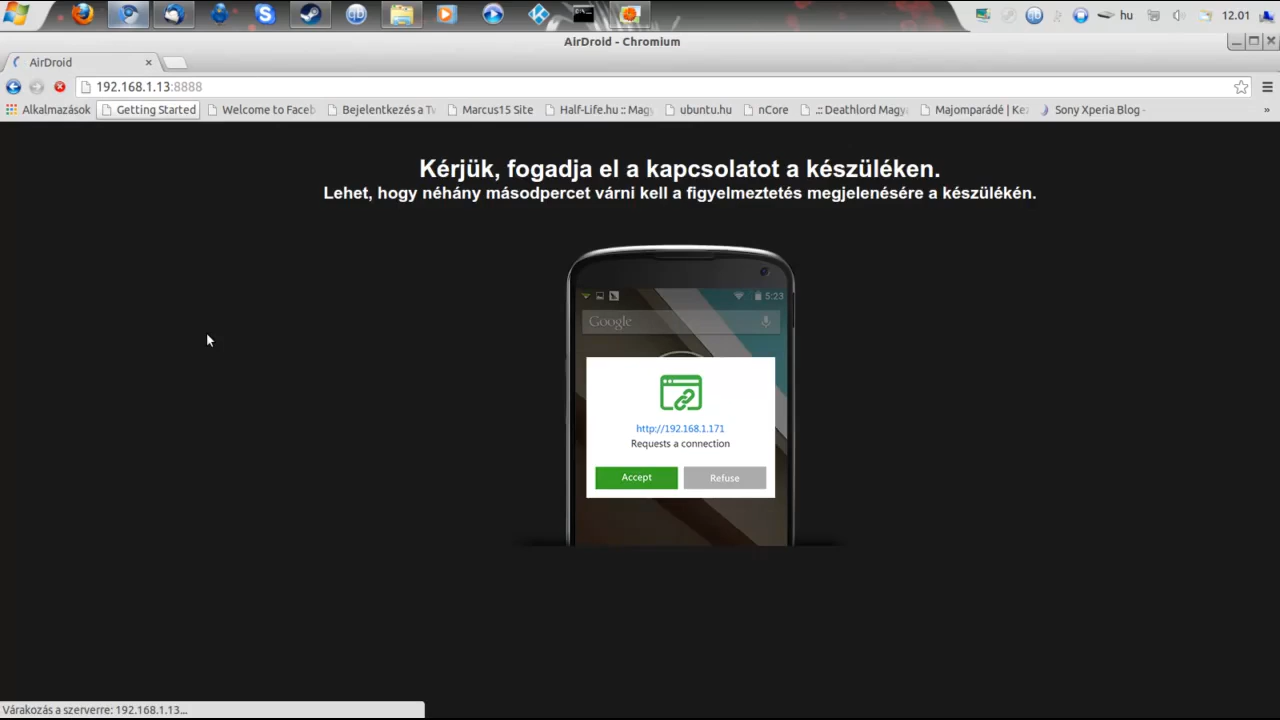 hu
12.01
AirDroid - Chromium
AirDroid
192.168.1.13:8888
Alkalmazások
Getting Started
Welcome to Faceb
Bejelentkezés a Tw
Marcus15 Site
Half-Life.hu :: Mag
ubuntu.hu
nCore
.:: Deathlord Magya
Majomparádé | Kez
Sony Xperia Blog -
»
Kérjük, fogadja el a kapcsolatot a készüléken.
Lehet, hogy néhány másodpercet várni kell a figyelmeztetés megjelenésére a készülékén.
5:23
Google
http://192.168.1.171
Requests a connection
Accept
Refuse
Várakozás a szerverre: 192.168.1.13...